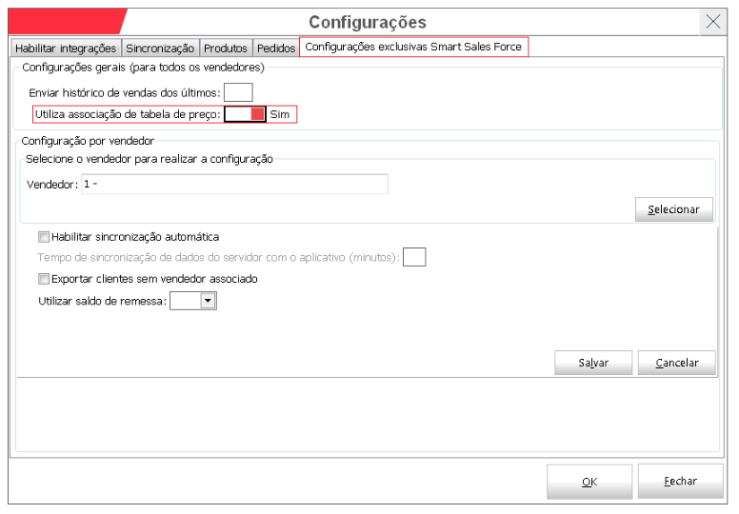 Configurações
Habilitar integrações Sincronização Produtos Pedidos Configurações exclusivas Smart Sales Force
Configurações gerais (para todos os vendedores)
Enviar histórico de vendas dos últimos:
Utiliza associação de tabela de preço: Sim
Configuração por vendedor
Selecione o vendedor para realizar a configuração
Vendedor: 1 -
Selecionar
Habilitar sincronização automática
Tempo de sincronização de dados do servidor com o aplicativo (minutos):
Exportar clientes sem vendedor associado
Utilizar saldo de remessa:
Salvar Cancelar
OK Fechar